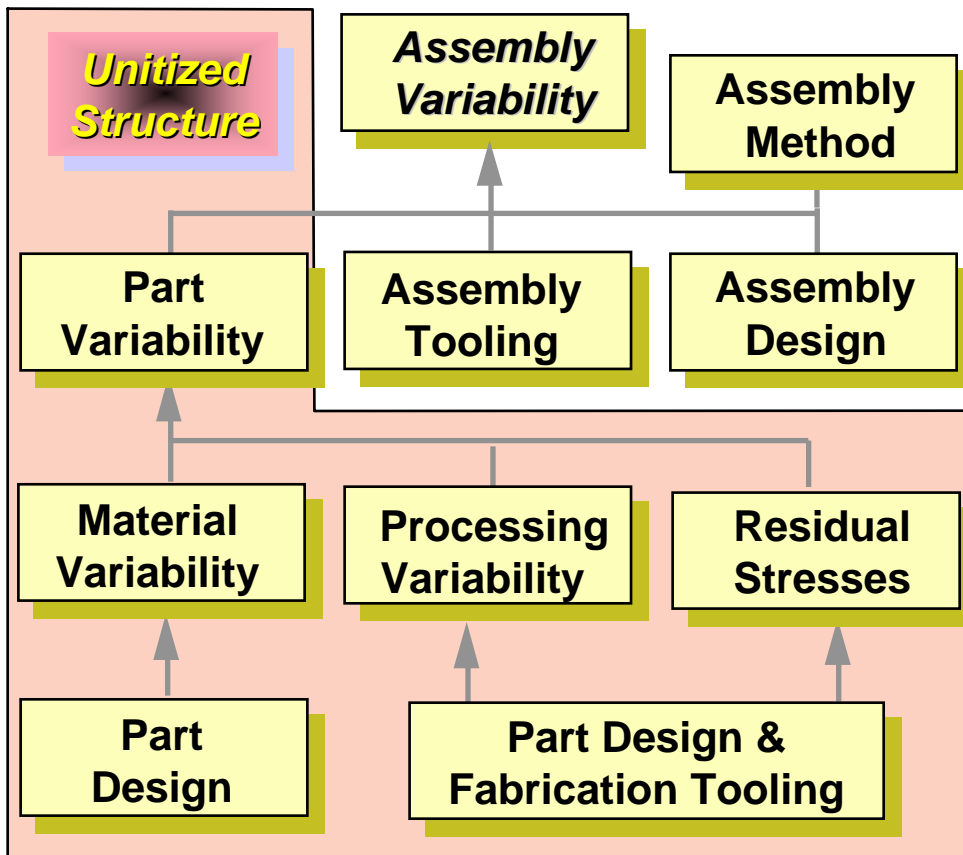 Unitized
Structure
Assembly
Variability
Assembly
Method
Part
Variability
Assembly
Tooling
Assembly
Design
Material
Variability
Processing
Variability
Residual
Stresses
Part
Design
Part Design &
Fabrication Tooling